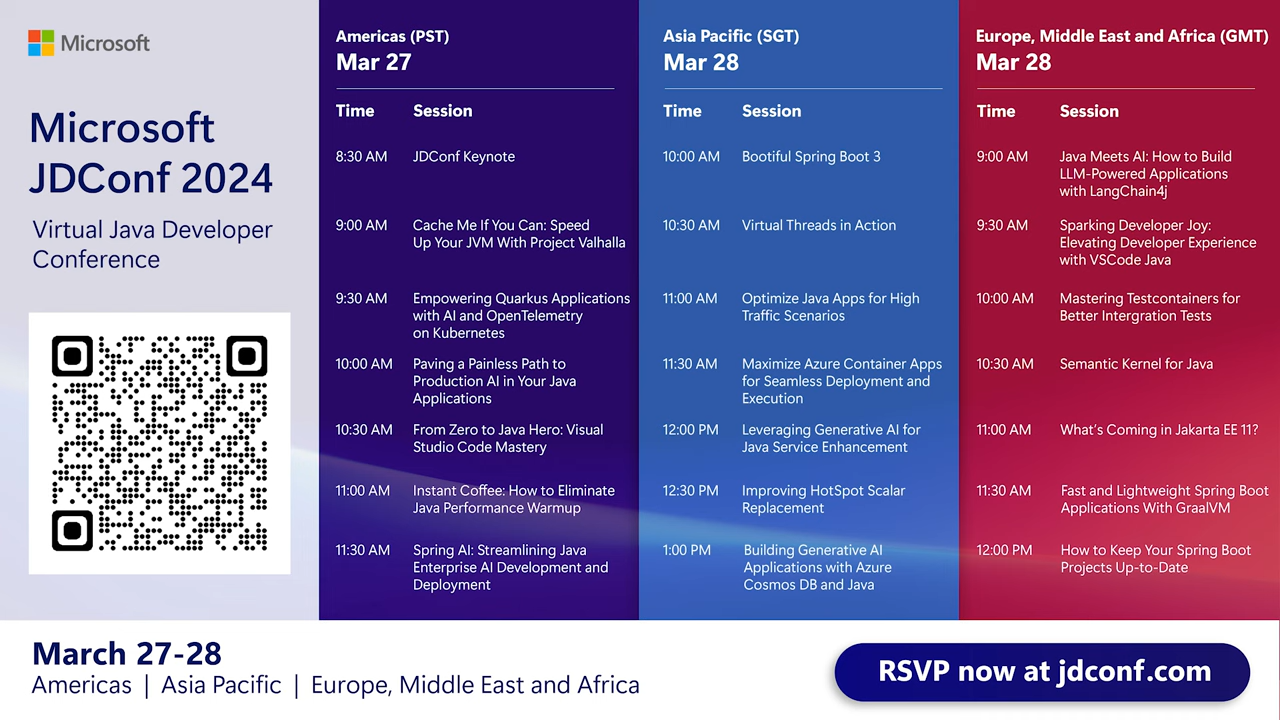 Microsoft
Microsoft
JDConf 2024
Virtual Java Developer
Conference
Americas (PST)
Mar 27
Time Session
8:30 AM JDConf Keynote
9:00 AM Cache Me If You Can: Speed
Up Your JVM With Project Valhalla
9:30 AM Empowering Quarkus Applications
with AI and OpenTelemetry
on Kubernetes
10:00 AM Paving a Painless Path to
Production AI in Your Java
Applications
10:30 AM From Zero to Java Hero: Visual
Studio Code Mastery
11:00 AM Instant Coffee: How to Eliminate
Java Performance Warmup
11:30 AM Spring AI: Streamlining Java
Enterprise AI Development and
Deployment
Asia Pacific (SGT)
Mar 28
Time Session
10:00 AM Bootiful Spring Boot 3
10:30 AM Virtual Threads in Action
11:00 AM Optimize Java Apps for High
Traffic Scenarios
11:30 AM Maximize Azure Container Apps
for Seamless Deployment and
Execution
12:00 PM Leveraging Generative AI for
Java Service Enhancement
12:30 PM Improving HotSpot Scalar
Replacement
1:00 PM Building Generative AI
Applications with Azure
Cosmos DB and Java
Europe, Middle East and Africa (GMT)
Mar 28
Time Session
9:00 AM Java Meets AI: How to Build
LLM-Powered Applications
with LangChain4j
9:30 AM Sparking Developer Joy:
Elevating Developer Experience
with VSCode Java
10:00 AM Mastering Testcontainers for
Better Intergration Tests
10:30 AM Semantic Kernel for Java
11:00 AM What's Coming in Jakarta EE 11?
11:30 AM Fast and Lightweight Spring Boot
Applications With GraalVM
12:00 PM How to Keep Your Spring Boot
Projects Up-to-Date
March 27-28
Americas | Asia Pacific | Europe, Middle East and Africa
RSVP now at jdconf.com